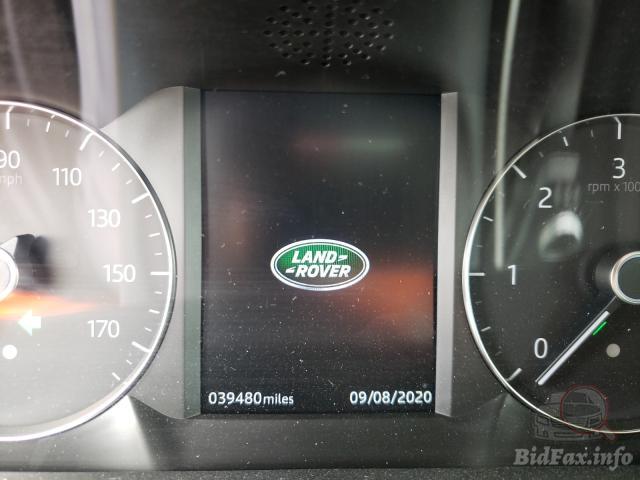 90
mph
110
130
150
170
LAND
ROVER
039480miles
09/08/2020
0
1
2
3
rpm x 100
BidFax.info